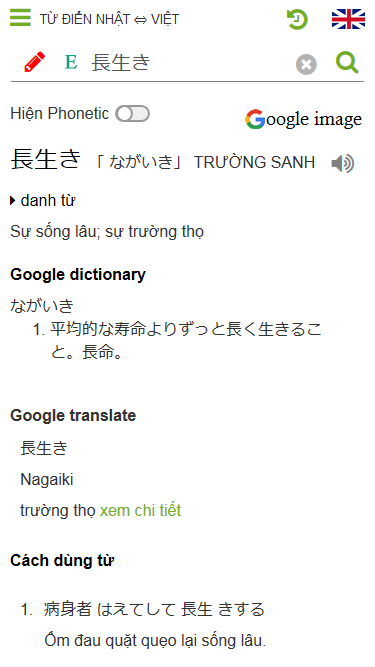 TỪ ĐIỂN NHẬT ⇔ VIỆT
E 長生き
Hiện Phonetic
Google image
長生き 「 ながいき」 TRƯỜNG SANH
danh từ
Sự sống lâu; sự trường thọ
Google dictionary
ながいき
1. 平均的な寿命よりずっと長く生きるこ
と。長命。
Google translate
長生き
Nagaiki
trường thọ xem chi tiết
Cách dùng từ
1. 病身者 はえてして 長生 きする
Ốm đau quặt quẹo lại sống lâu.